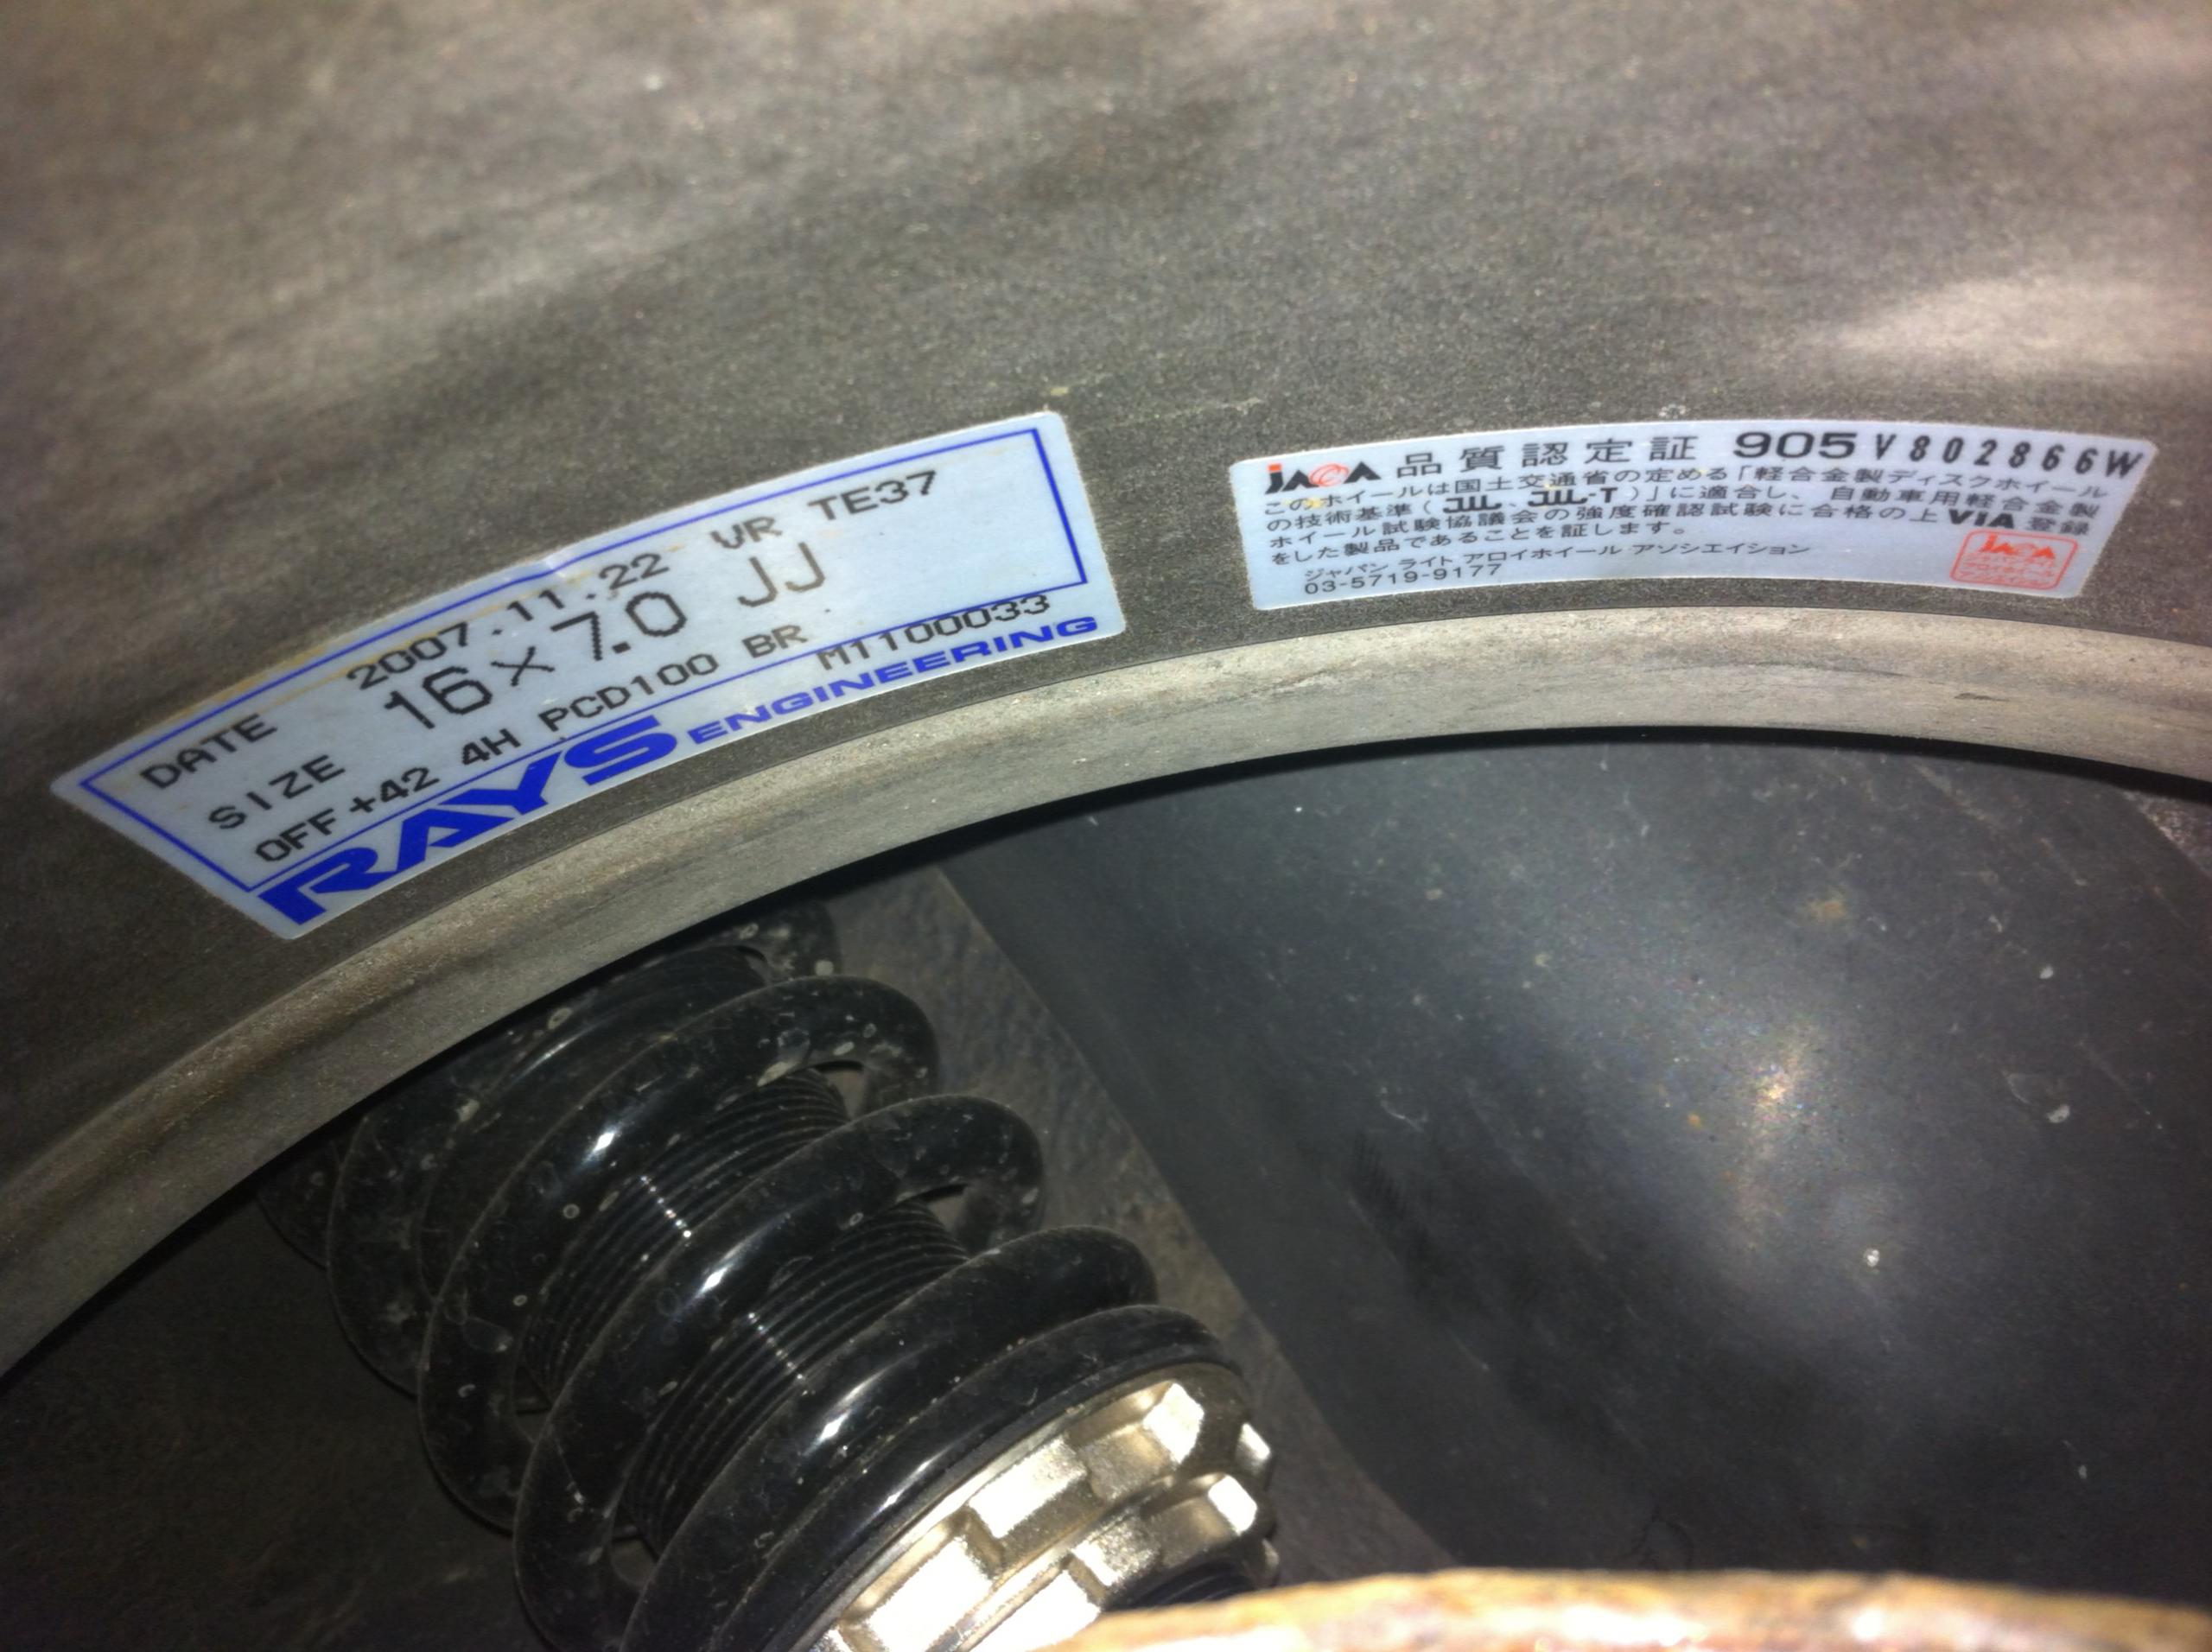 DATE 2007.11.22 VR TE37
SIZE 16×7.0 JJ
OFF+42 4H PCD100 BR
M1100033
RAYS ENGINEERING
JAWA 品質認定証 905 V802866W
このホイールは国土交通省の定める「軽合金製ディスクホイール
の技術基準(JWL、JWL-T)」に適合し、自動車用軽合金製
ホイール試験協議会の強度確認試験に合格の上VIA登録
をした製品であることを証します。
ジャパン ライト アロイホイール アソシエイション
03-5719-9177
JAWA